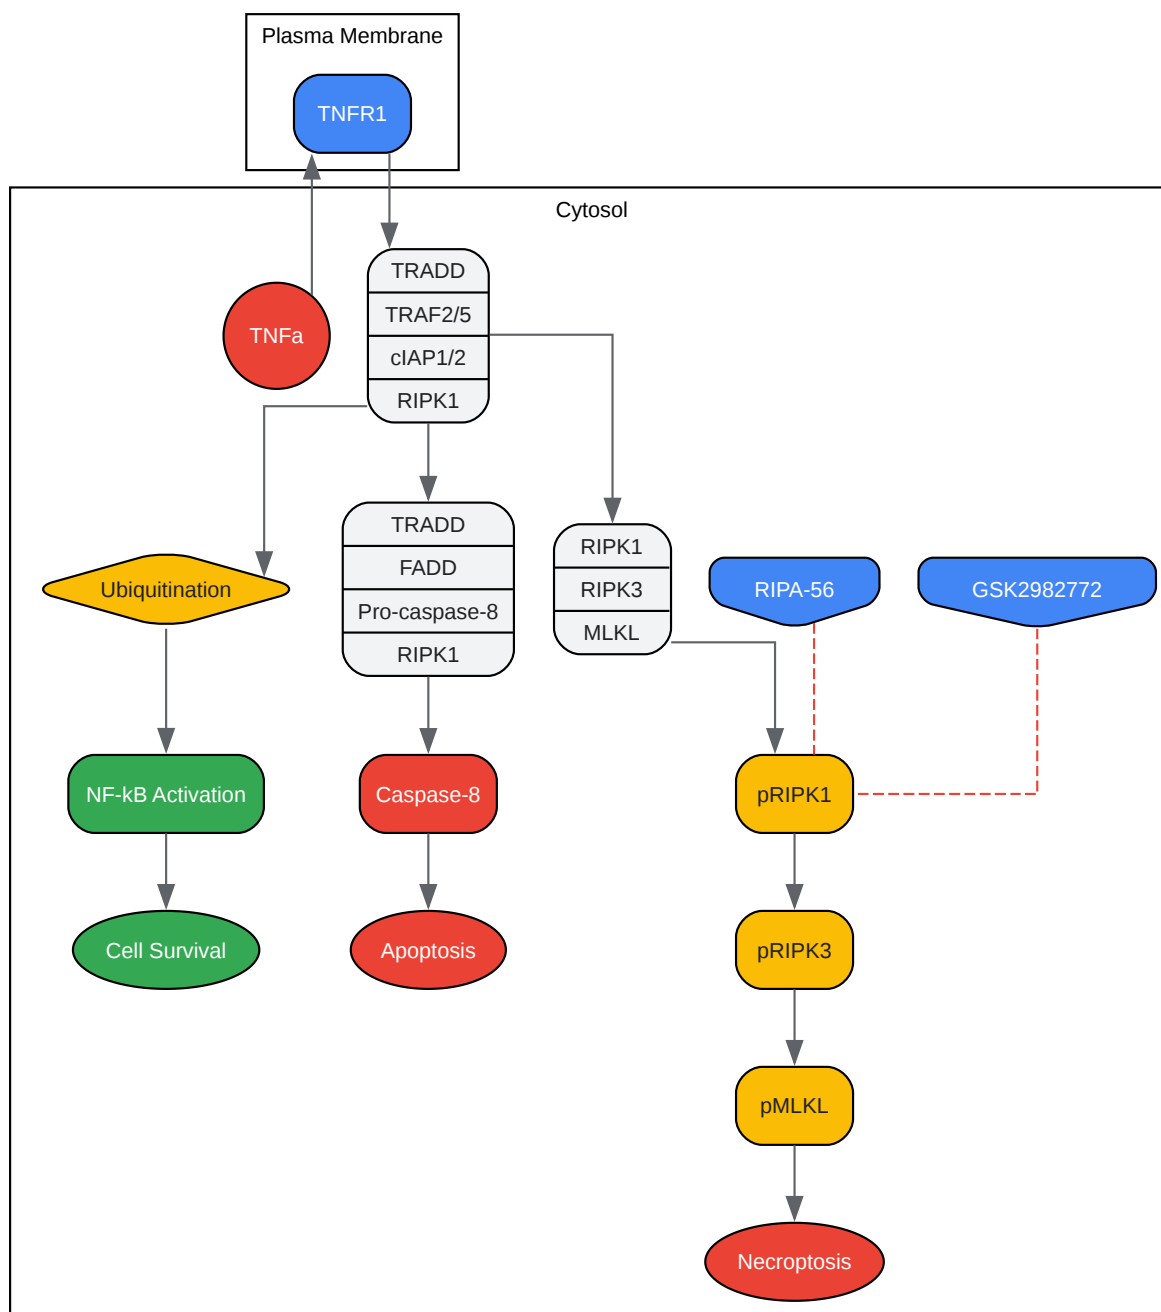 Plasma Membrane
TNFR1
Cytosol
TNFa
TRADD
TRAF2/5
cIAP1/2
RIPK1
Ubiquitination
TRADD
FADD
Pro-caspase-8
RIPK1
RIPK1
RIPK3
MLKL
RIPA-56
GSK2982772
NF-kB Activation
Caspase-8
pRIPK1
Cell Survival
Apoptosis
pRIPK3
pMLKL
Necroptosis